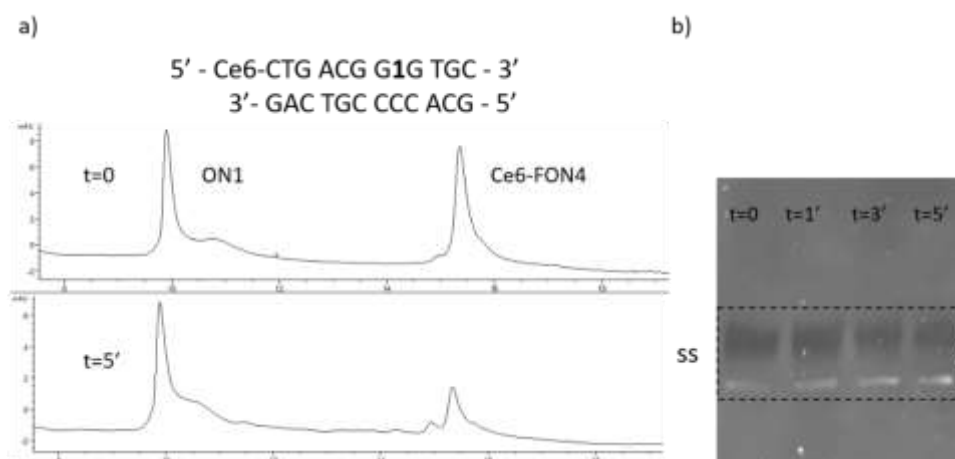 a)
b)
5' - Ce6-CTG ACG G1G TGC - 3'
3'- GAC TGC CCC ACG - 5'
t=0
ON1
Ce6-FON4
t=5'
SS
t=0 t=1' t=3' t=5'